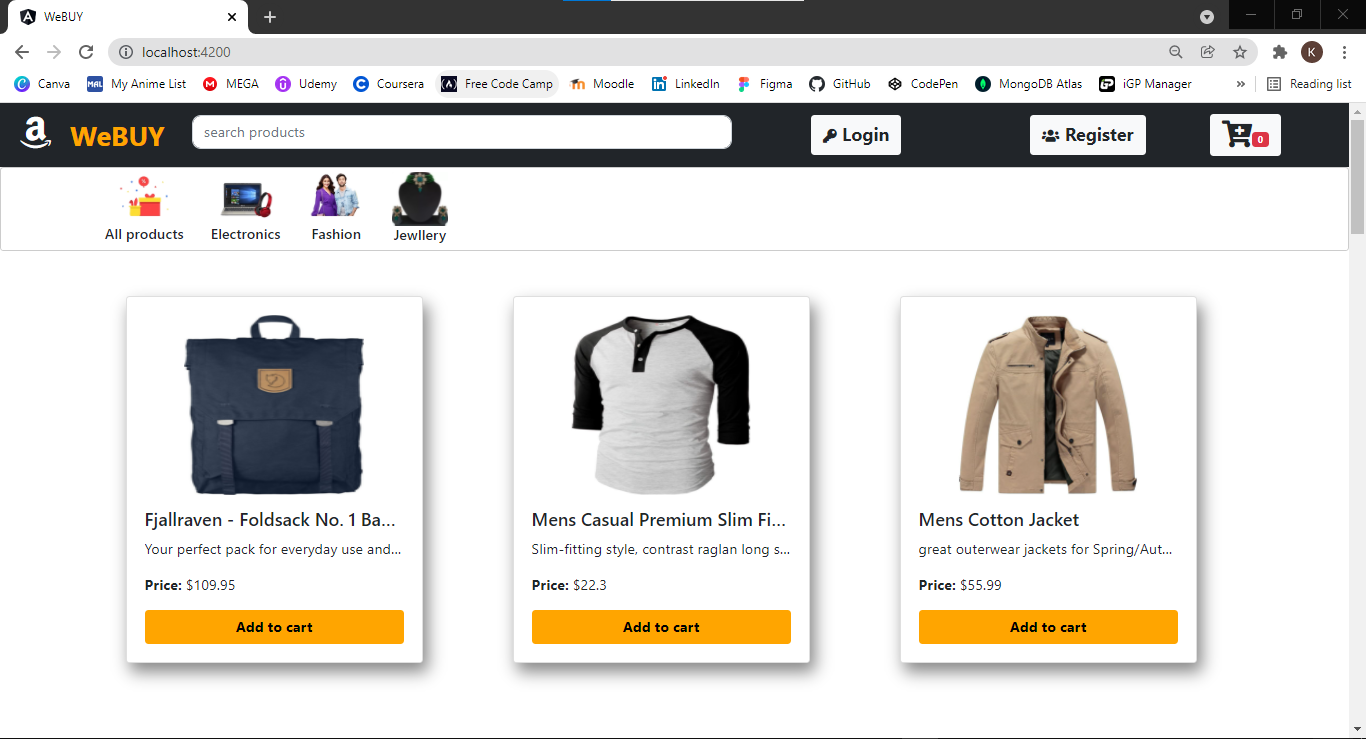 WeBUY
localhost:4200
K
Canva My Anime List MEGA Udemy Coursera Free Code Camp Moodle LinkedIn Figma GitHub CodePen MongoDB Atlas iGP Manager » Reading list
WeBUY search products Login Register 0
All products Electronics Fashion Jewllery
Fjallraven - Foldsack No. 1 Ba...
Your perfect pack for everyday use and...
Price: $109.95
Add to cart
Mens Casual Premium Slim Fi...
Slim-fitting style, contrast raglan long s...
Price: $22.3
Add to cart
Mens Cotton Jacket
great outerwear jackets for Spring/Aut...
Price: $55.99
Add to cart